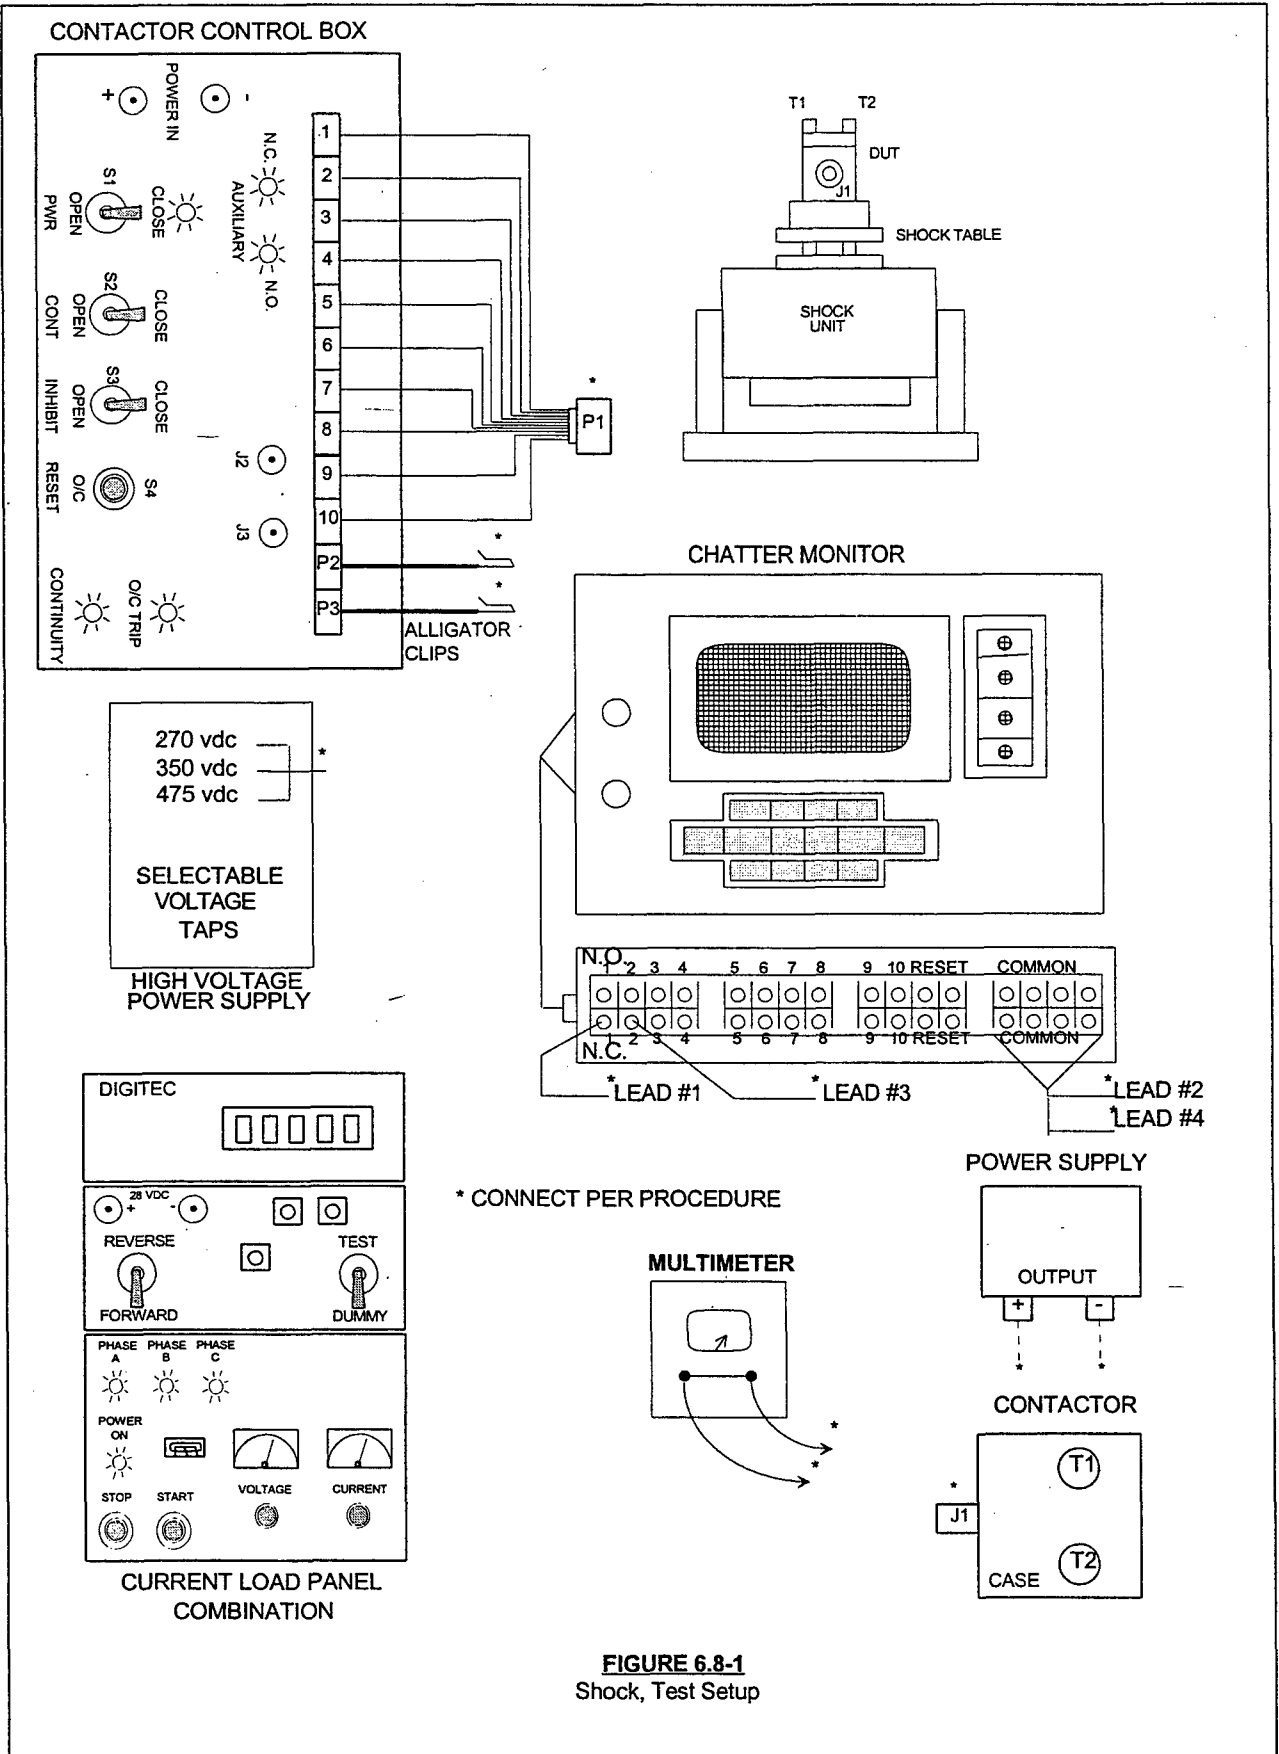 CONTACTOR CONTROL BOX
+
POWER IN
-
S1
CLOSE
OPEN
PWR
N.C.
AUXILIARY
N.O.
S2
CLOSE
OPEN
CONT
S3
CLOSE
OPEN
INHIBIT
S4
O/C
RESET
J2
J3
CONTINUITY
O/C TRIP
1
2
3
4
5
6
7
8
9
10
P2
P3
* P1
*
*
ALLIGATOR
CLIPS
T1 T2
DUT
J1
SHOCK TABLE
SHOCK
UNIT
CHATTER MONITOR
270 vdc
350 vdc
475 vdc
*
SELECTABLE
VOLTAGE
TAPS
HIGH VOLTAGE
POWER SUPPLY
N.O.
1 2 3 4 5 6 7 8 9 10 RESET COMMON
1 2 3 4 5 6 7 8 9 10 RESET COMMON
N.C.
*LEAD #1
*LEAD #3
*LEAD #2
*LEAD #4
DIGITEC
28 VDC
+ -
REVERSE
FORWARD
TEST
DUMMY
PHASE A
PHASE B
PHASE C
POWER
ON
STOP START VOLTAGE CURRENT
CURRENT LOAD PANEL
COMBINATION
* CONNECT PER PROCEDURE
MULTIMETER
*
*
POWER SUPPLY
OUTPUT
+ -
* *
CONTACTOR
T1
*
J1
T2
CASE
FIGURE 6.8-1
Shock, Test Setup